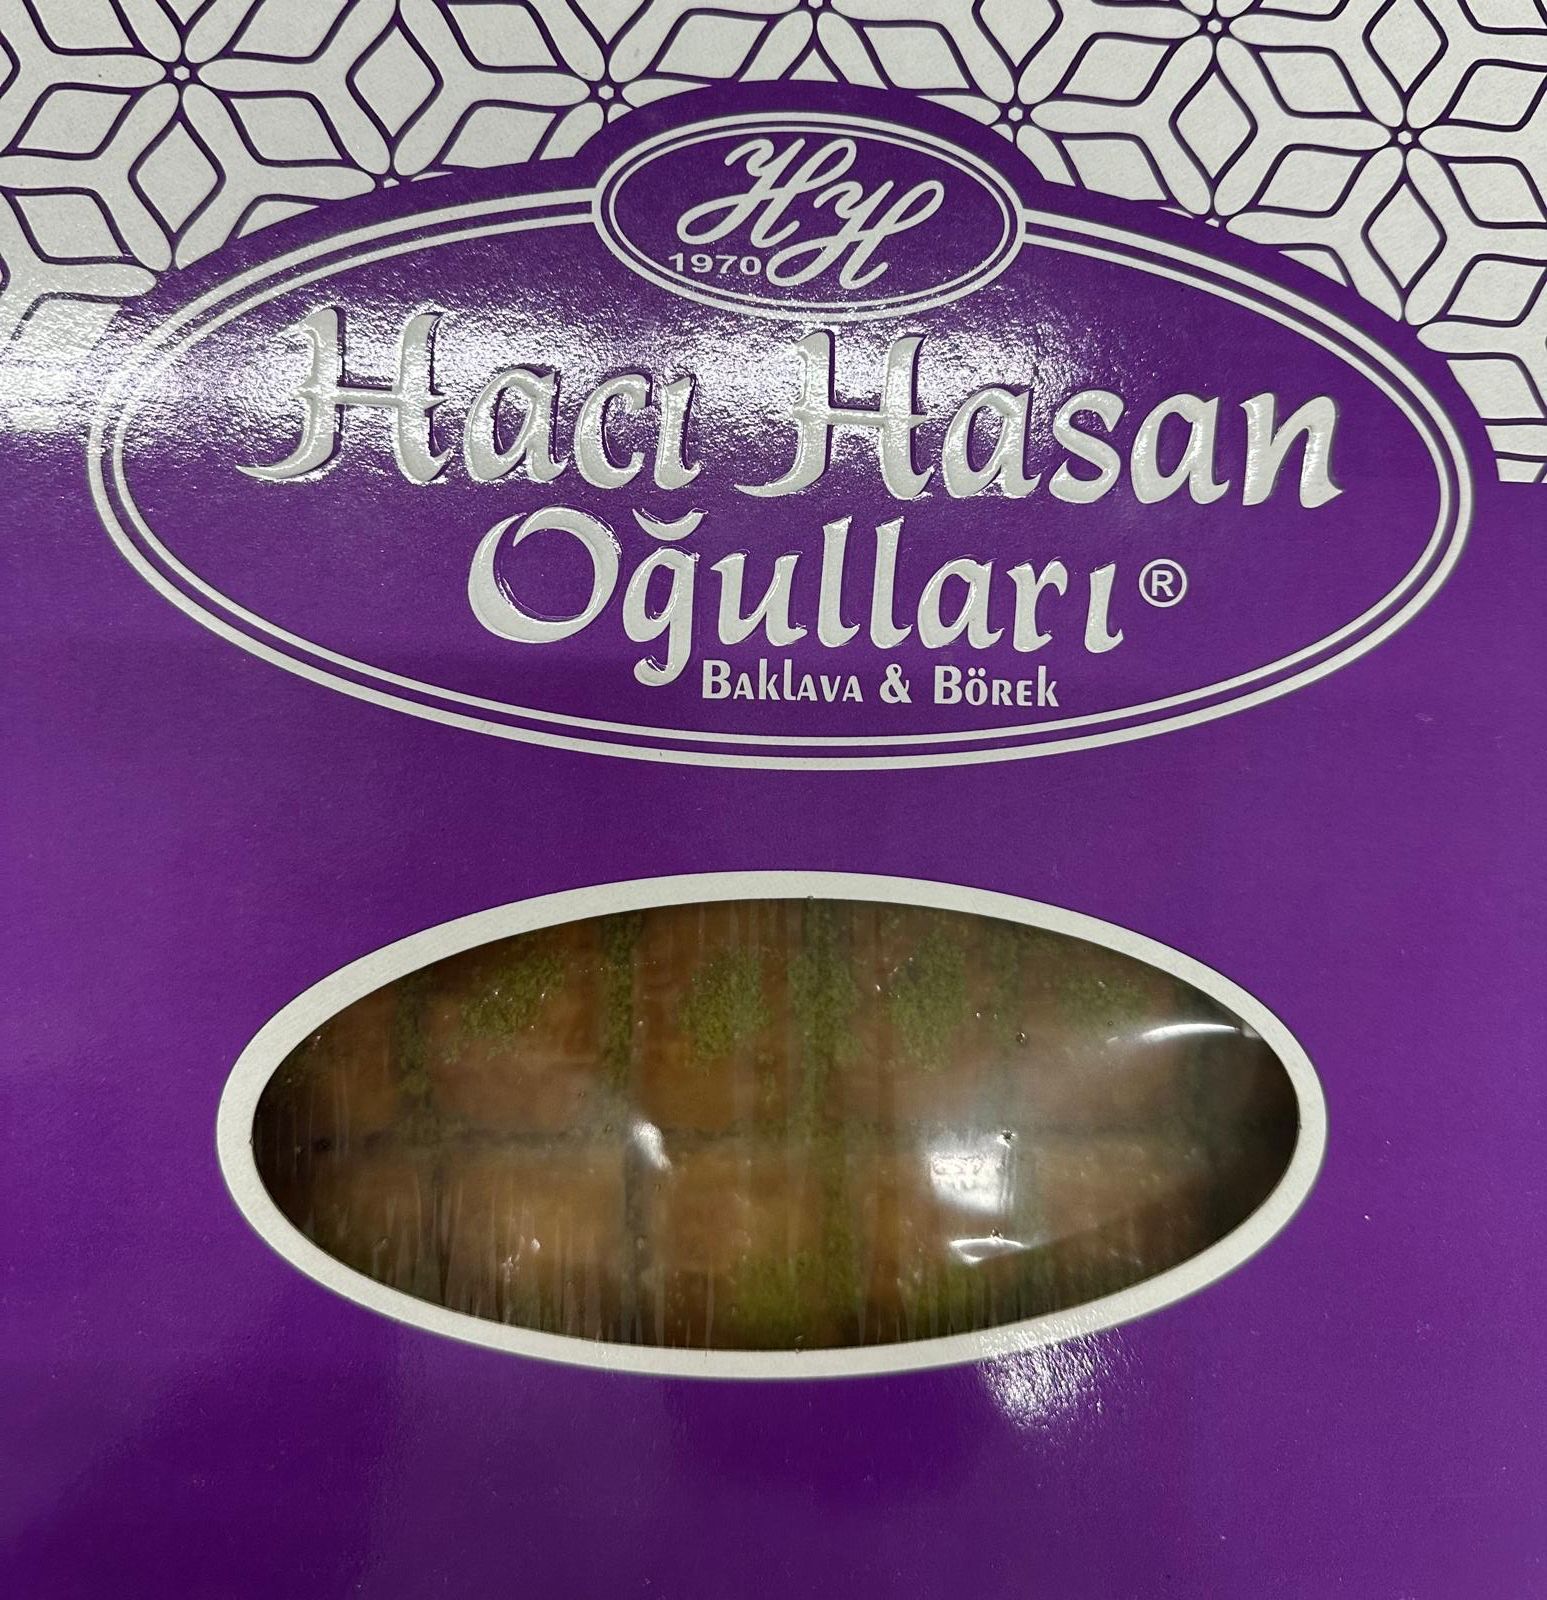 HH
1970
Hacı Hasan
Oğulları®
Baklava & Börek